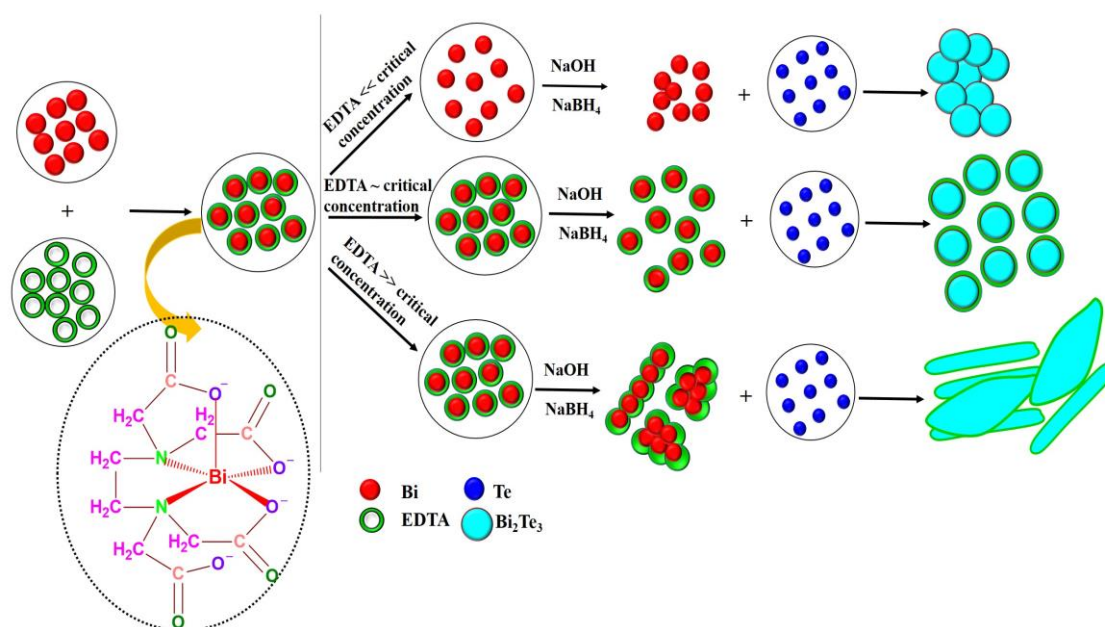 EDTA << critical
concentration
NaOH
NaBH₄
+
+
EDTA ~ critical
concentration
NaOH
NaBH₄
+
EDTA >> critical
concentration
NaOH
NaBH₄
+
O
C
O⁻
H₂C
H₂
C
C
O
O⁻
H₂C
N
Bi
H₂C
N
O⁻
H₂C
C
O
H₂C
C
O⁻
O
Bi
Te
EDTA
Bi₂Te₃